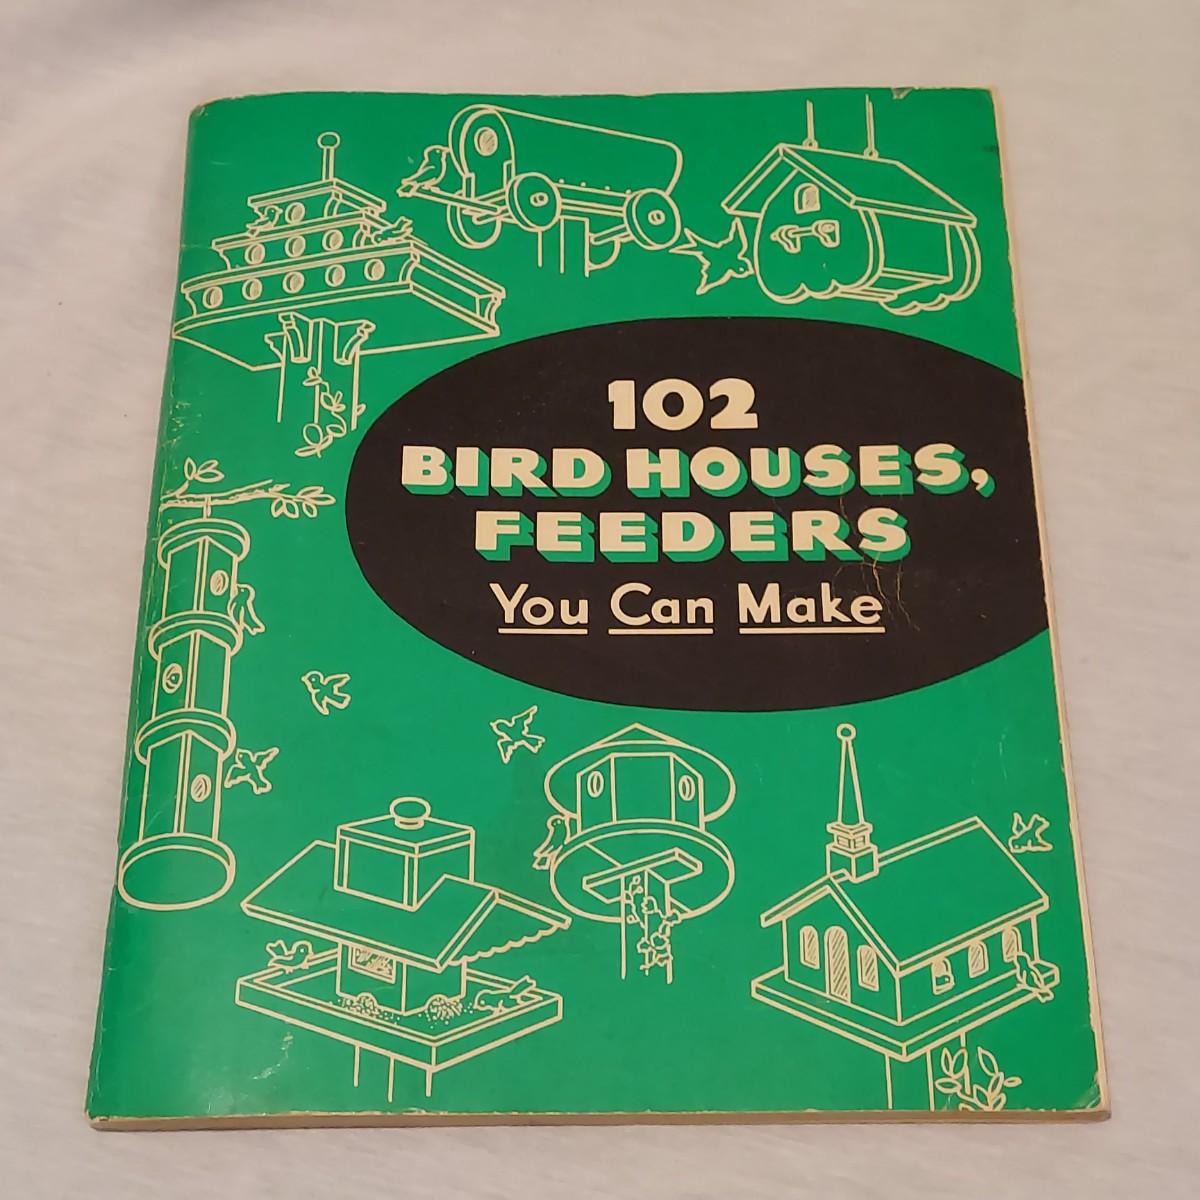 102
BIRD HOUSES,
FEEDERS
You Can Make